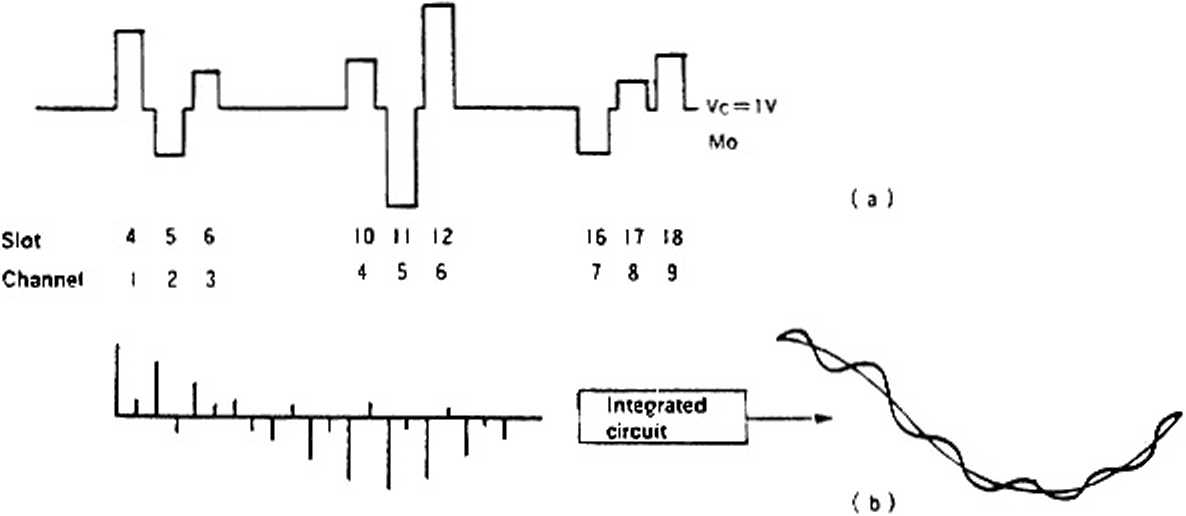 Vc=1V
Mo
(a)
Slot 4 5 6 10 11 12 16 17 18
Channel 1 2 3 4 5 6 7 8 9
Integrated
circuit
(b)